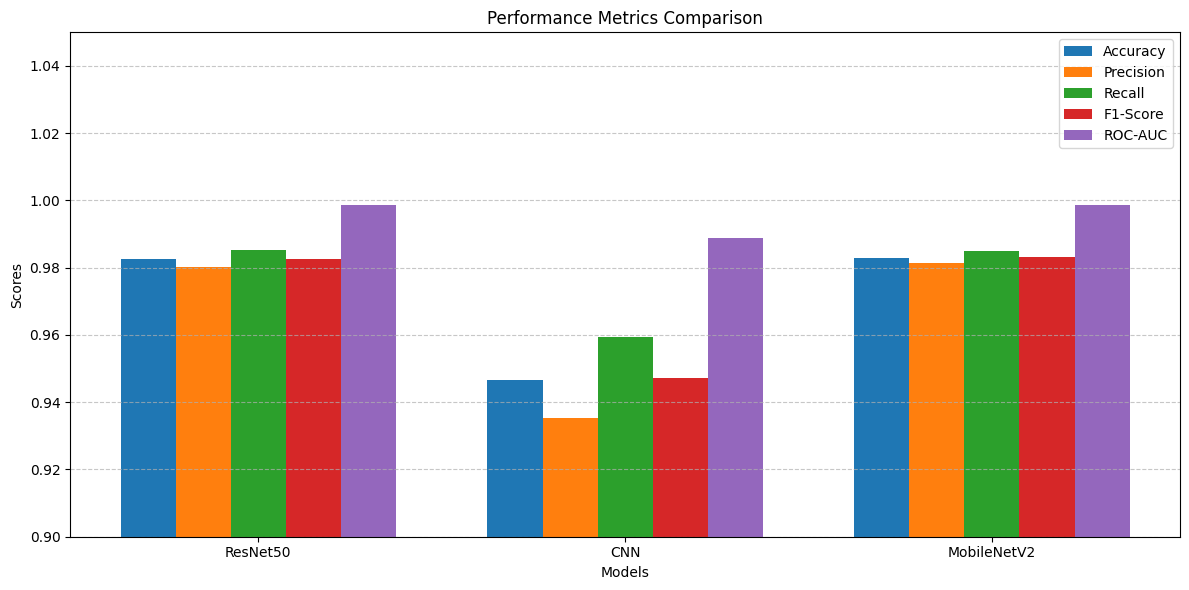 Performance Metrics Comparison
Accuracy
Precision
Recall
F1-Score
ROC-AUC
Scores
1.04
1.02
1.00
0.98
0.96
0.94
0.92
0.90
ResNet50 CNN MobileNetV2
Models